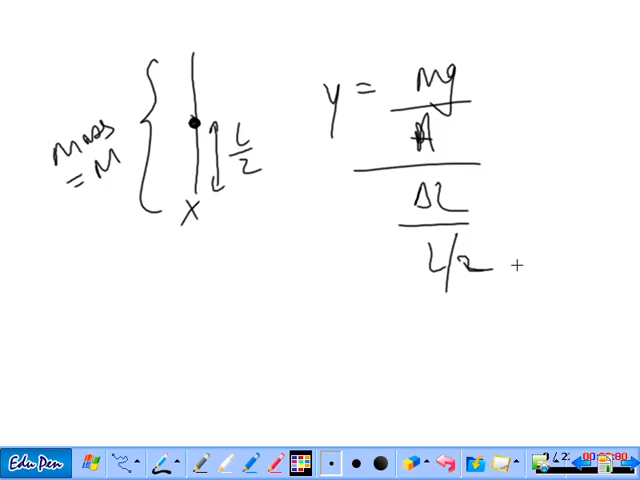 Mass
= M
L/2
X
y = Mg
A
ΔL
L/2
Edu Pen